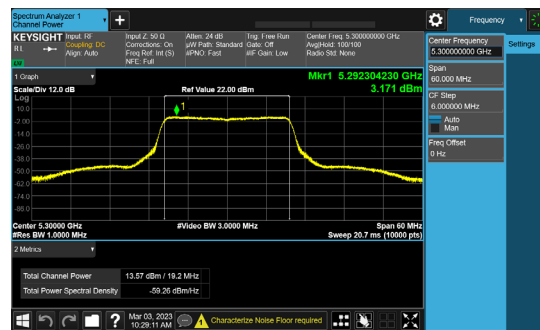 Spectrum Analyzer 1
Channel Power
Frequency
KEYSIGHT
Input: RF
Coupling: DC
Align: Auto
Input Z: 50 Ω
Corrections: On
Freq Ref: Int (S)
NFE: Full
Atten: 24 dB
µW Path: Standard
#PNO: Fast
Trig: Free Run
Gate: Off
#IF Gain: Low
Center Freq: 5.300000000 GHz
Avg|Hold: 100/100
Radio Std: None
1 Graph
Scale/Div 12.0 dB
Log
Ref Value 22.00 dBm
Mkr1 5.292304230 GHz
3.171 dBm
1
10.0
-2.00
-14.0
-26.0
-38.0
-50.0
-62.0
-74.0
-86.0
Center 5.30000 GHz
#Res BW 1.0000 MHz
#Video BW 3.0000 MHz
Span 60 MHz
Sweep 20.7 ms (10000 pts)
2 Metrics
Total Channel Power 13.57 dBm / 19.2 MHz
Total Power Spectral Density -59.26 dBm/Hz
Mar 03, 2023
10:29:11 AM
Characterize Noise Floor required
Center Frequency
5.300000000 GHz
Settings
Span
60.000 MHz
CF Step
6.000000 MHz
Auto
Man
Freq Offset
0 Hz